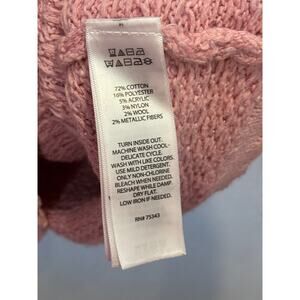 72% COTTON
16% POLYESTER
5% ACRYLIC
3% NYLON
2% WOOL
2% METALLIC FIBERS
TURN INSIDE OUT.
MACHINE WASH COOL-
DELICATE CYCLE.
WASH WITH LIKE COLORS.
USE MILD DETERGENT.
ONLY NON-CHLORINE
BLEACH WHEN NEEDED.
RESHAPE WHILE DAMP.
DRY FLAT.
LOW IRON IF NEEDED.
RN# 75343